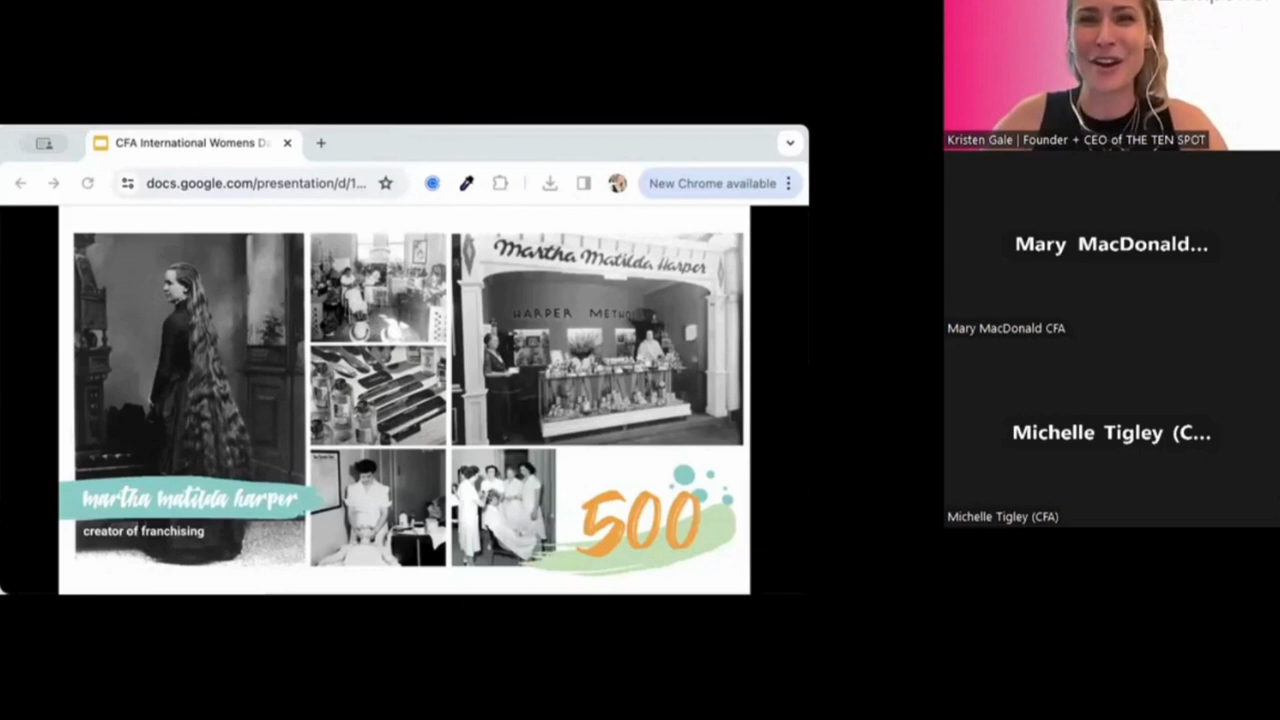 CFA International Womens Da
docs.google.com/presentation/d/1...
New Chrome available
Martha Matilda Harper
HARPER METHOD
martha matilda harper
creator of franchising
500
Kristen Gale | Founder + CEO of THE TEN SPOT
Mary MacDonald...
Mary MacDonald CFA
Michelle Tigley (C...
Michelle Tigley (CFA)